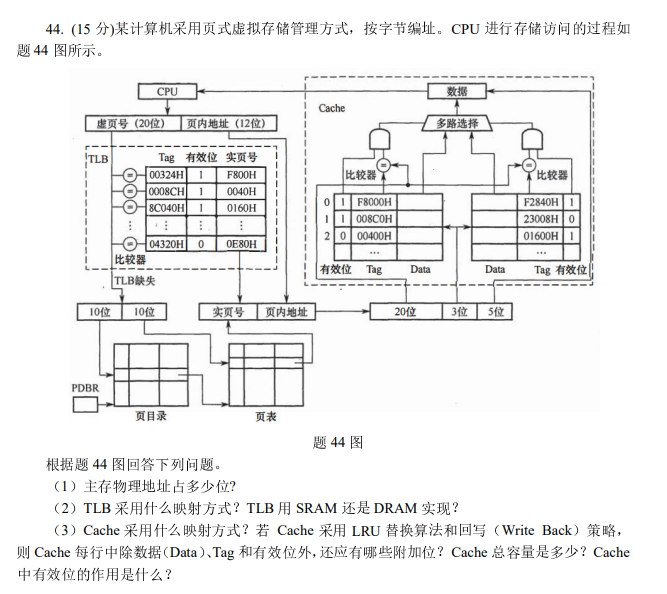 44. (15 分)某计算机采用页式虚拟存储管理方式，按字节编址。CPU 进行存储访问的过程如
题 44 图所示。
CPU
数据
Cache
虚页号（20位）
页内地址（12位）
多路选择
TLB
Tag 有效位 实页号
= 00324H 1 F800H
= 0008CH 1 0040H
= 8C040H 1 0160H
⋮ ⋮ ⋮
= 04320H 0 0E80H
比较器
比较器 = = 比较器
0 1 F8000H F2840H 1
1 1 008C0H 23008H 0
2 0 00400H 01600H 1
... ...
有效位 Tag Data Data Tag 有效位
TLB缺失
10位 10位
实页号 页内地址
20位 3位 5位
PDBR
页目录
页表
题 44 图
根据题 44 图回答下列问题。
（1）主存物理地址占多少位?
（2）TLB 采用什么映射方式？TLB 用 SRAM 还是 DRAM 实现？
（3）Cache 采用什么映射方式？若 Cache 采用 LRU 替换算法和回写（Write Back）策略，
则 Cache 每行中除数据(Data)、Tag 和有效位外,还应有哪些附加位？Cache 总容量是多少？Cache
中有效位的作用是什么？